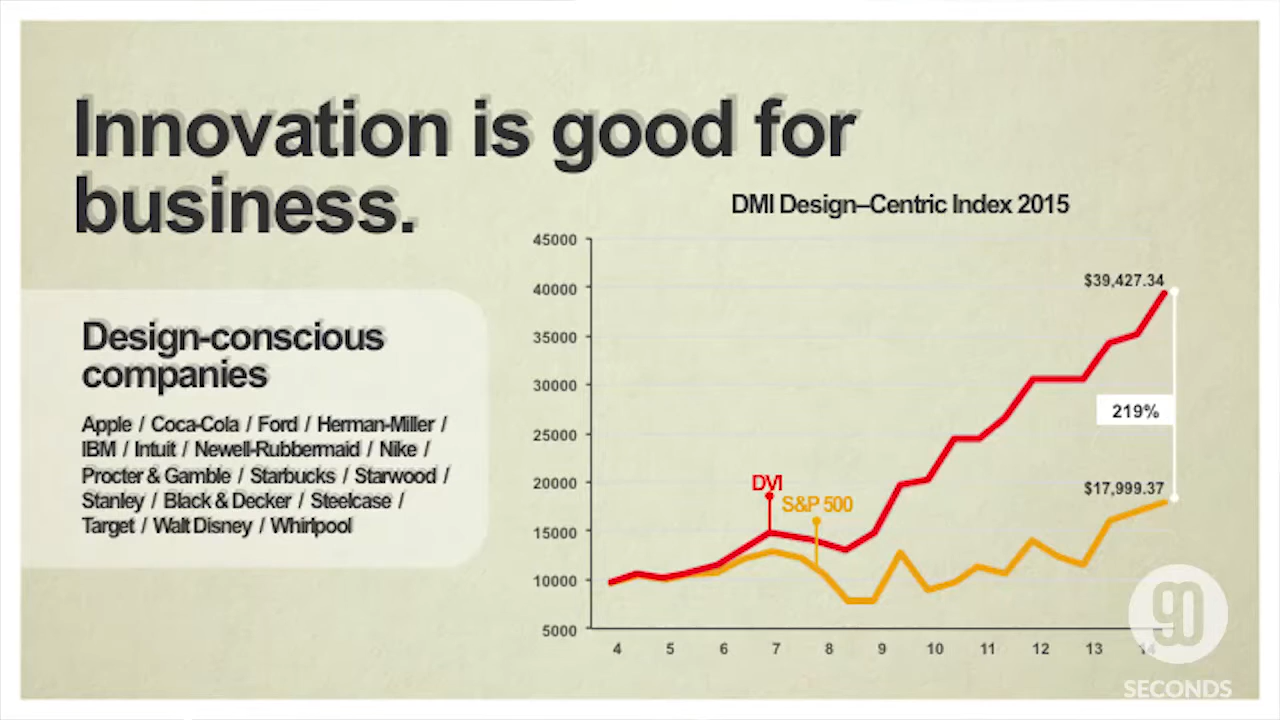 Innovation is good for
business.
DMI Design–Centric Index 2015
Design-conscious
companies
Apple / Coca-Cola / Ford / Herman-Miller /
IBM / Intuit / Newell-Rubbermaid / Nike /
Procter & Gamble / Starbucks / Starwood /
Stanley / Black & Decker / Steelcase /
Target / Walt Disney / Whirlpool
45000
40000
35000
30000
25000
20000
15000
10000
5000
$39,427.34
219%
DVI
S&P 500
$17,999.37
4 5 6 7 8 9 10 11 12 13 14
90
SECONDS